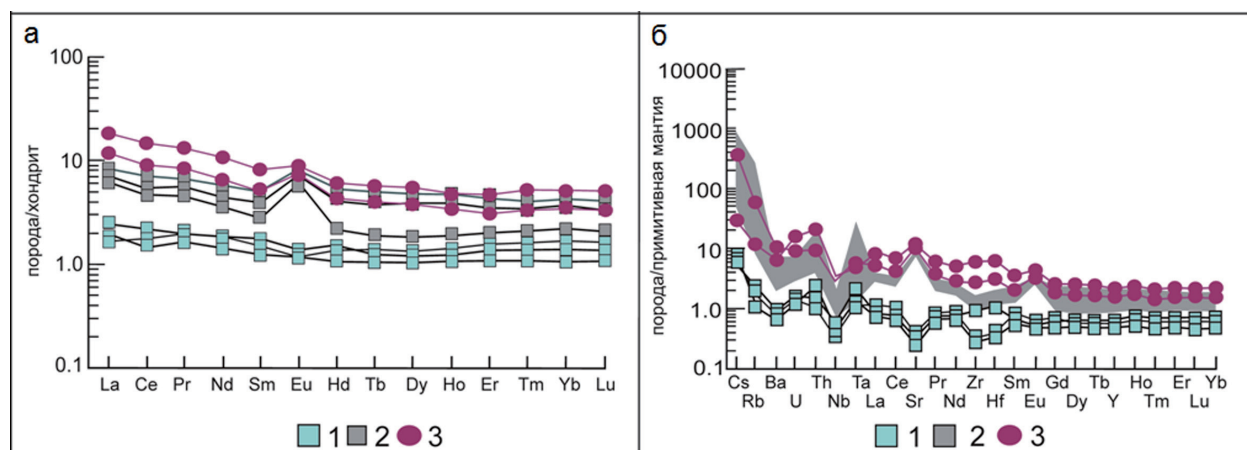 а
100
10
1.0
0.1
порода/хондрит
La Ce Pr Nd Sm Eu Hd Tb Dy Ho Er Tm Yb Lu
1 2 3
б
10000
1000
100
10
1.0
0.1
порода/примитивная мантия
Cs Ba Th Ta Ce Pr Zr Sm Gd Tb Ho Er Yb
Rb U Nb La Sr Nd Hf Eu Dy Y Tm Lu
1 2 3